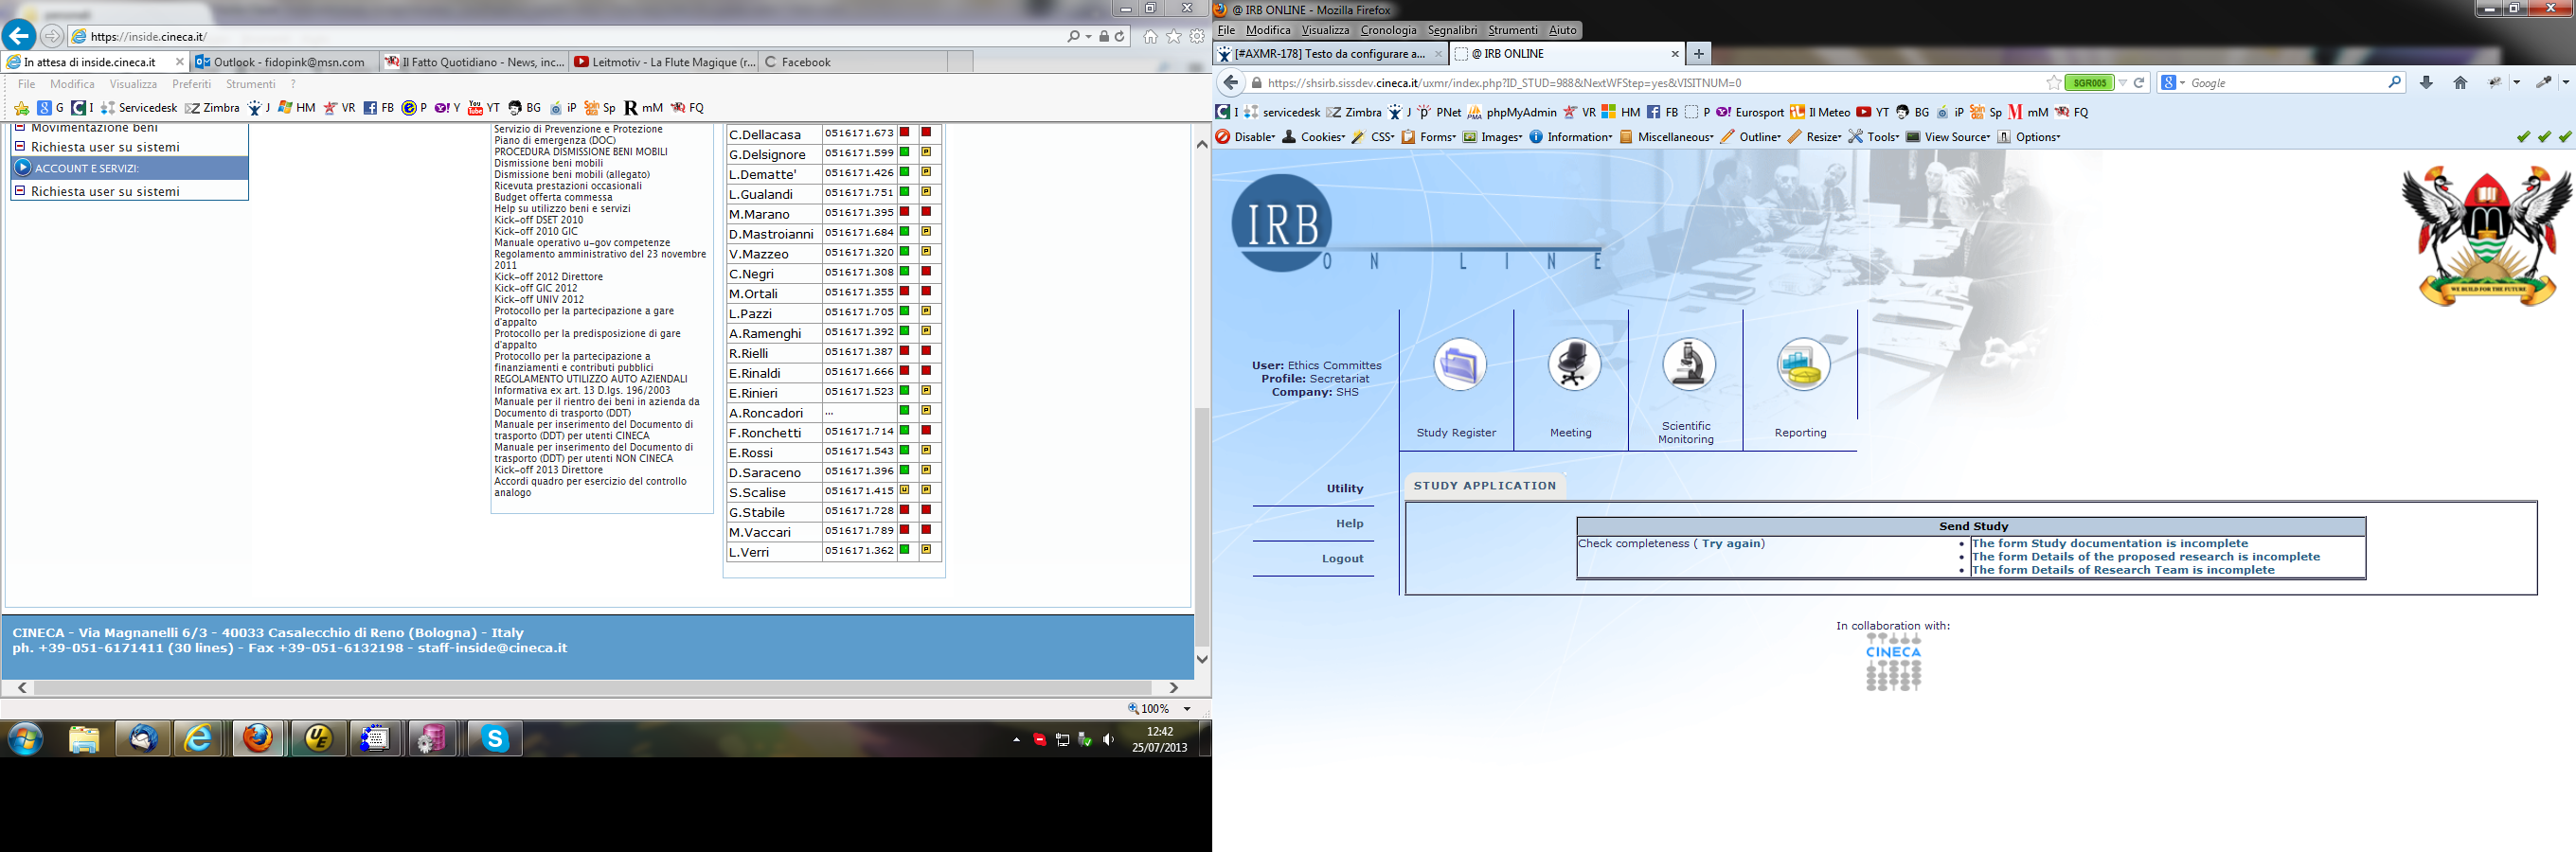 https://inside.cineca.it/
In attesa di inside.cineca.it
Outlook - fidopink@msn.com
Il Fatto Quotidiano - News, inc...
Leitmotiv - La Flute Magique (r...
Facebook
File Modifica Visualizza Preferiti Strumenti ?
G I Servicedesk Zimbra J HM VR FB P Y YT BG iP Sp mM FQ
Movimentazione beni
Richiesta user su sistemi
ACCOUNT E SERVIZI:
Richiesta user su sistemi
Servizio di Prevenzione e Protezione
Piano di emergenza (DOC)
PROCEDURA DISMISSIONE BENI MOBILI
Dismissione beni mobili
Dismissione beni mobili (allegato)
Ricevuta prestazioni occasionali
Budget offerta commessa
Help su utilizzo beni e servizi
Kick-off DSET 2010
Kick-off 2010 GIC
Manuale operativo u-gov competenze
Regolamento amministrativo del 23 novembre
2011
Kick-off 2012 Direttore
Kick-off GIC 2012
Kick-off UNIV 2012
Protocollo per la partecipazione a gare
d'appalto
Protocollo per la predisposizione di gare
d'appalto
Protocollo per la partecipazione a
finanziamenti e contributi pubblici
REGOLAMENTO UTILIZZO AUTO AZIENDALI
Informativa ex art. 13 D.lgs. 196/2003
Manuale per il rientro dei beni in azienda da
Documento di trasporto (DDT)
Manuale per inserimento del Documento di
trasporto (DDT) per utenti CINECA
Manuale per inserimento del Documento di
trasporto (DDT) per utenti NON CINECA
Kick-off 2013 Direttore
Accordi quadro per esercizio del controllo
analogo
C.Dellacasa 0516171.673
G.Delsignore 0516171.599 P
L.Dematte' 0516171.426 P
L.Gualandi 0516171.751 P
M.Marano 0516171.395
D.Mastroianni 0516171.684 P
V.Mazzeo 0516171.320 P
C.Negri 0516171.308
M.Ortali 0516171.355
L.Pazzi 0516171.705 P
A.Ramenghi 0516171.392 P
R.Rielli 0516171.387
E.Rinaldi 0516171.666
E.Rinieri 0516171.523 P
A.Roncadori ... P
F.Ronchetti 0516171.714
E.Rossi 0516171.543 P
D.Saraceno 0516171.396 P
S.Scalise 0516171.415 U P
G.Stabile 0516171.728
M.Vaccari 0516171.789
L.Verri 0516171.362 P
CINECA - Via Magnanelli 6/3 - 40033 Casalecchio di Reno (Bologna) - Italy
ph. +39-051-6171411 (30 lines) - Fax +39-051-6132198 - staff-inside@cineca.it
100%
12:42
25/07/2013
@ IRB ONLINE - Mozilla Firefox
File Modifica Visualizza Cronologia Segnalibri Strumenti Aiuto
[#AXMR-178] Testo da configurare a...
@ IRB ONLINE
https://shsirb.sissdev.cineca.it/uxmr/index.php?ID_STUD=988&NextWFStep=yes&VISITNUM=0
SGR005
Google
I servicedesk Zimbra J PNet phpMyAdmin VR HM FB P Eurosport Il Meteo YT BG iP Sp mM FQ
Disable Cookies CSS Forms Images Information Miscellaneous Outline Resize Tools View Source Options
IRB
ON LINE
WE BUILD FOR THE FUTURE
User: Ethics Committes
Profile: Secretariat
Company: SHS
Study Register
Meeting
Scientific
Monitoring
Reporting
Utility
Help
Logout
STUDY APPLICATION
Send Study
Check completeness ( Try again)
The form Study documentation is incomplete
The form Details of the proposed research is incomplete
The form Details of Research Team is incomplete
In collaboration with:
CINECA